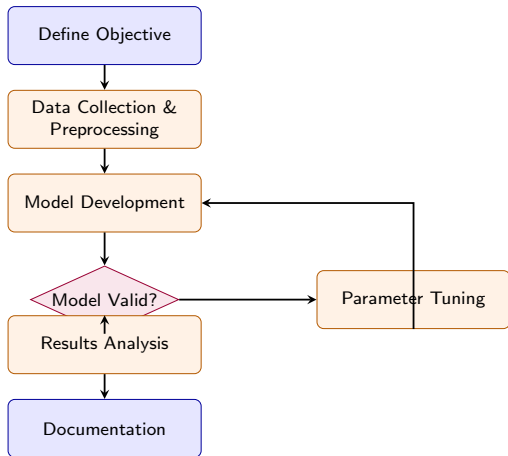 Define Objective
Data Collection &
Preprocessing
Model Development
Model Valid?
Parameter Tuning
Results Analysis
Documentation